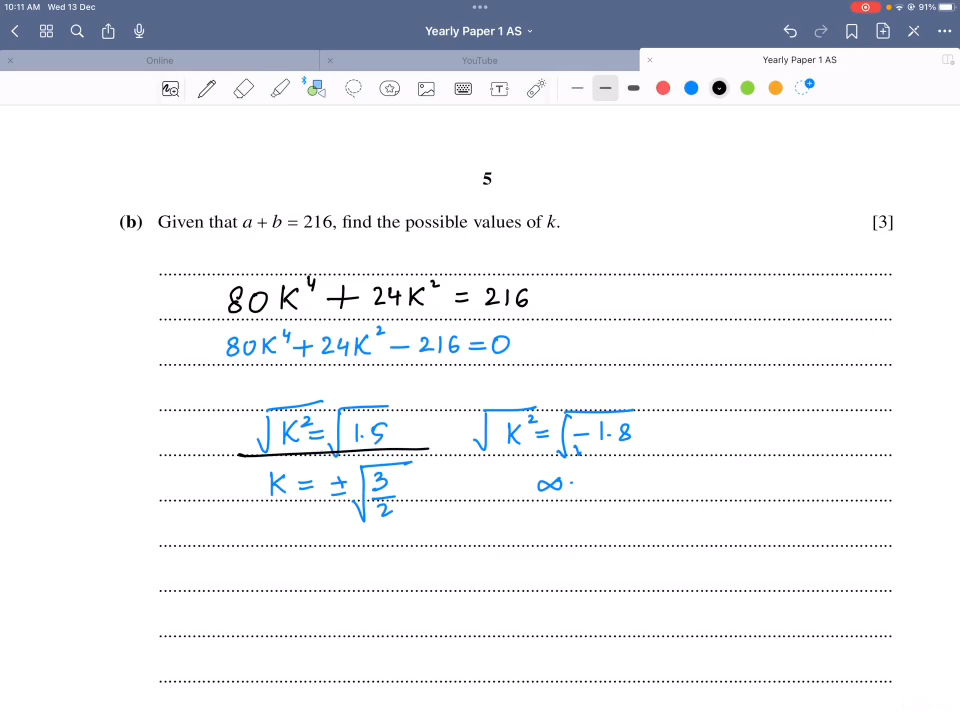 10:11 AM Wed 13 Dec
91%
Yearly Paper 1 AS
Online
YouTube
Yearly Paper 1 AS
5
(b) Given that a + b = 216, find the possible values of k. [3]
80K⁴ + 24K² = 216
80K⁴ + 24K² − 216 = 0
√K² = √1.5 √K² = √−1.8
K = ±√3/2 ∞